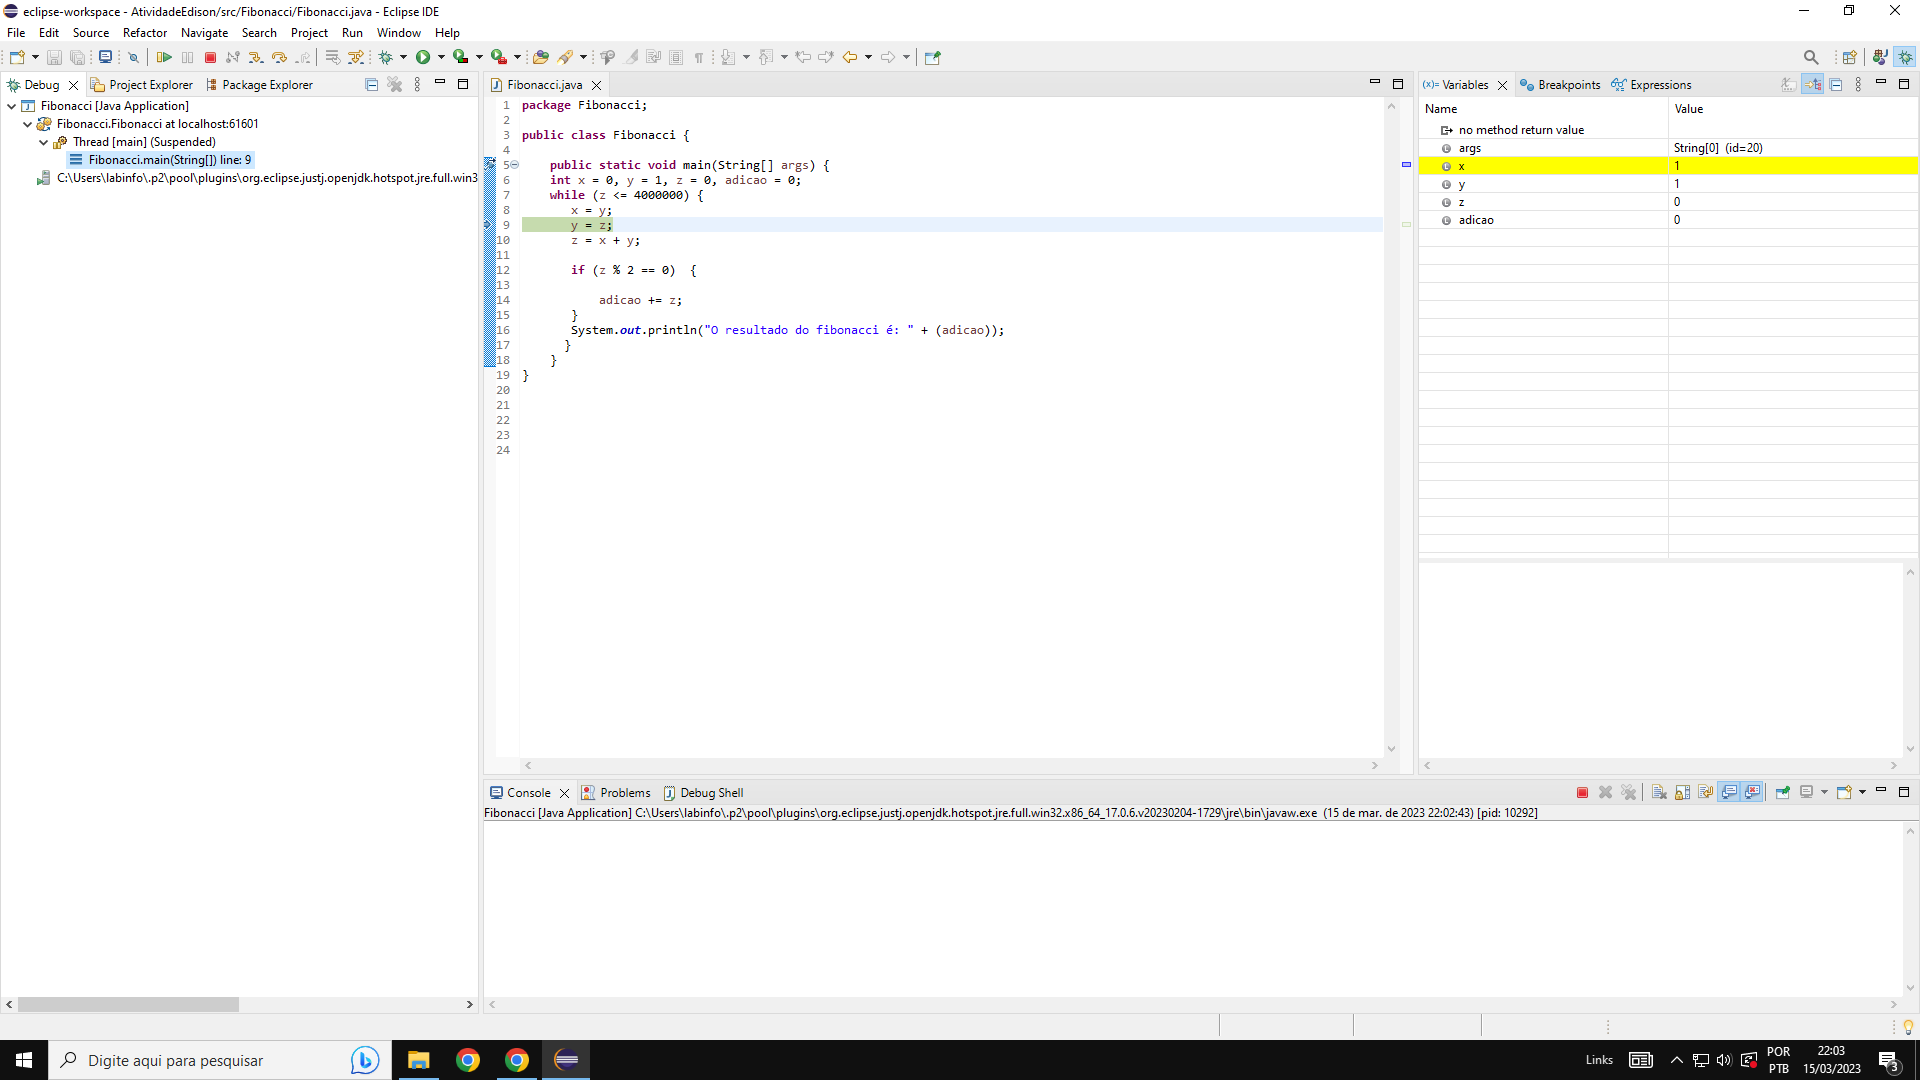 eclipse-workspace - AtividadeEdison/src/Fibonacci/Fibonacci.java - Eclipse IDE
File Edit Source Refactor Navigate Search Project Run Window Help
Debug Project Explorer Package Explorer
Fibonacci [Java Application]
Fibonacci.Fibonacci at localhost:61601
Thread [main] (Suspended)
Fibonacci.main(String[]) line: 9
C:\Users\labinfo\.p2\pool\plugins\org.eclipse.justj.openjdk.hotspot.jre.full.win3
Fibonacci.java
1 package Fibonacci;
2
3 public class Fibonacci {
4
5 public static void main(String[] args) {
6 int x = 0, y = 1, z = 0, adicao = 0;
7 while (z <= 4000000) {
8 x = y;
9 y = z;
10 z = x + y;
11
12 if (z % 2 == 0)  {
13
14 adicao += z;
15 }
16 System.out.println("O resultado do fibonacci é: " + (adicao));
17 }
18 }
19 }
20
21
22
23
24
(x)= Variables Breakpoints Expressions
Name Value
no method return value
args String[0] (id=20)
x 1
y 1
z 0
adicao 0
Console Problems Debug Shell
Fibonacci [Java Application] C:\Users\labinfo\.p2\pool\plugins\org.eclipse.justj.openjdk.hotspot.jre.full.win32.x86_64_17.0.6.v20230204-1729\jre\bin\javaw.exe (15 de mar. de 2023 22:02:43) [pid: 10292]
Digite aqui para pesquisar
Links
POR
PTB
22:03
15/03/2023
3